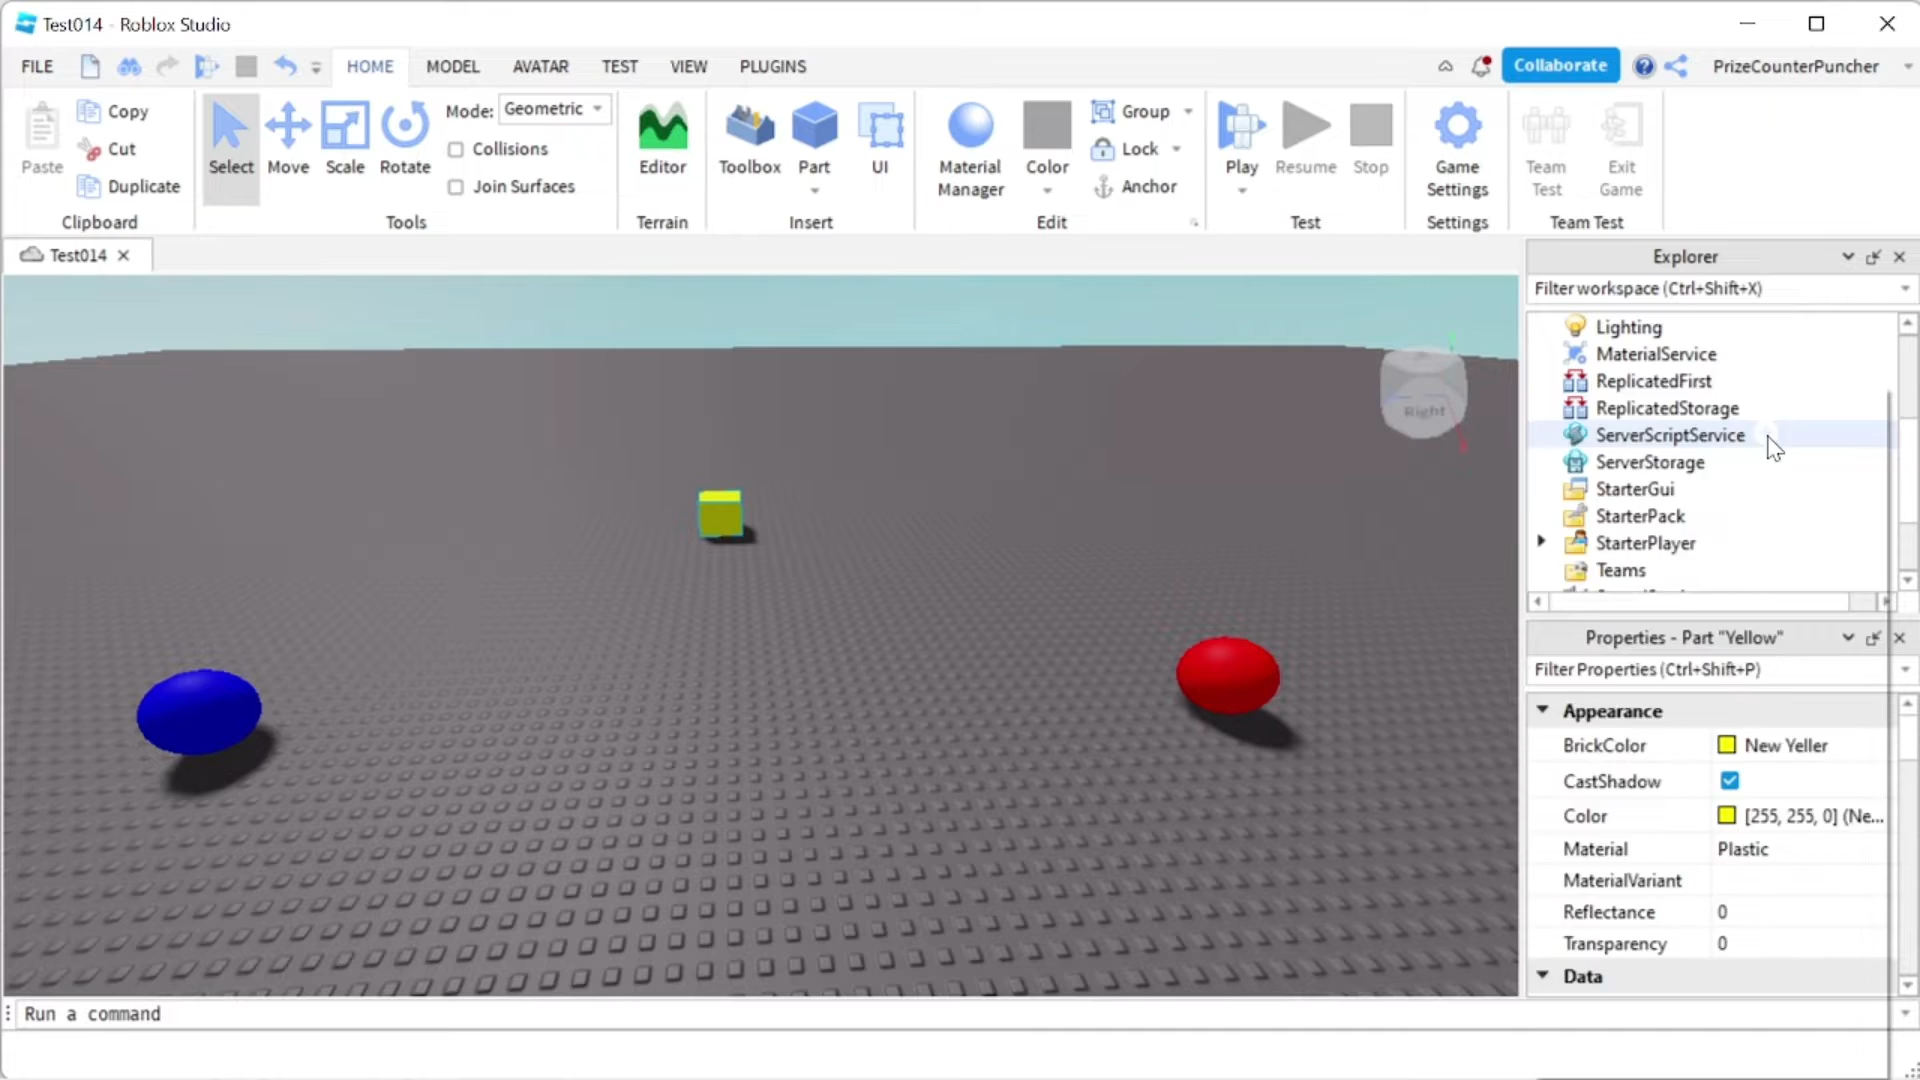 Test014 - Roblox Studio
FILE
HOME
MODEL
AVATAR
TEST
VIEW
PLUGINS
Collaborate
PrizeCounterPuncher
Paste
Copy
Cut
Duplicate
Clipboard
Select
Move
Scale
Rotate
Mode: Geometric
Collisions
Join Surfaces
Tools
Editor
Terrain
Toolbox
Part
UI
Insert
Material
Manager
Color
Group
Lock
Anchor
Edit
Play
Resume
Stop
Test
Game
Settings
Settings
Team
Test
Exit
Game
Team Test
Test014
Right
Explorer
Filter workspace (Ctrl+Shift+X)
Lighting
MaterialService
ReplicatedFirst
ReplicatedStorage
ServerScriptService
ServerStorage
StarterGui
StarterPack
StarterPlayer
Teams
Properties - Part "Yellow"
Filter Properties (Ctrl+Shift+P)
Appearance
BrickColor New Yeller
CastShadow
Color [255, 255, 0] (Ne...
Material Plastic
MaterialVariant
Reflectance 0
Transparency 0
Data
Run a command